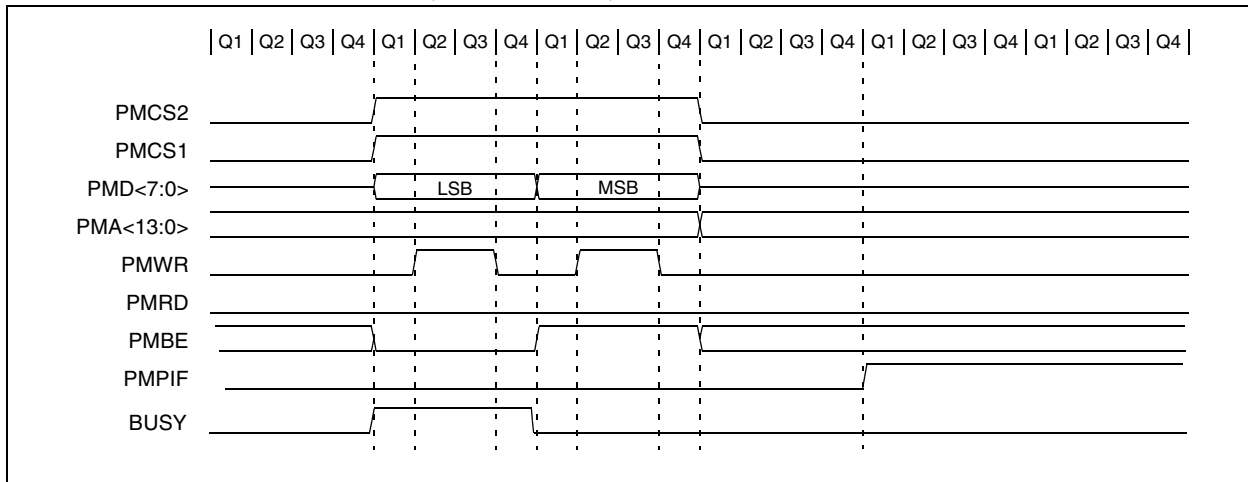 | Q1 | Q2 | Q3 | Q4 | Q1 | Q2 | Q3 | Q4 | Q1 | Q2 | Q3 | Q4 | Q1 | Q2 | Q3 | Q4 | Q1 | Q2 | Q3 | Q4 | Q1 | Q2 | Q3 | Q4 |
PMCS2
PMCS1
PMD<7:0> LSB MSB
PMA<13:0>
PMWR
PMRD
PMBE
PMPIF
BUSY